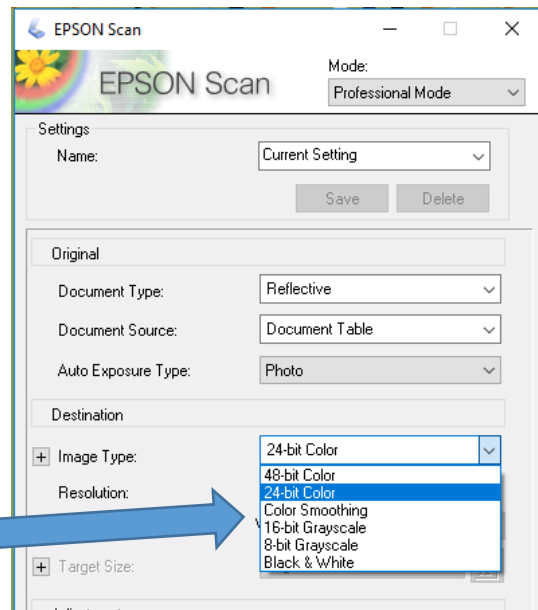 EPSON Scan
EPSON Scan
Mode:
Professional Mode
Settings
Name:
Current Setting
Save
Delete
Original
Document Type:
Reflective
Document Source:
Document Table
Auto Exposure Type:
Photo
Destination
Image Type:
24-bit Color
48-bit Color
24-bit Color
Resolution:
Color Smoothing
16-bit Grayscale
8-bit Grayscale
Black & White
Target Size: